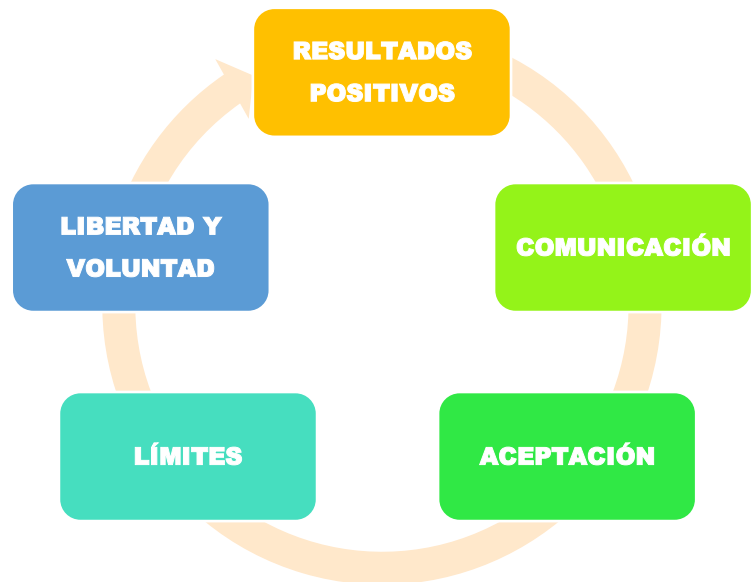 RESULTADOS
POSITIVOS
COMUNICACIÓN
ACEPTACIÓN
LÍMITES
LIBERTAD Y
VOLUNTAD